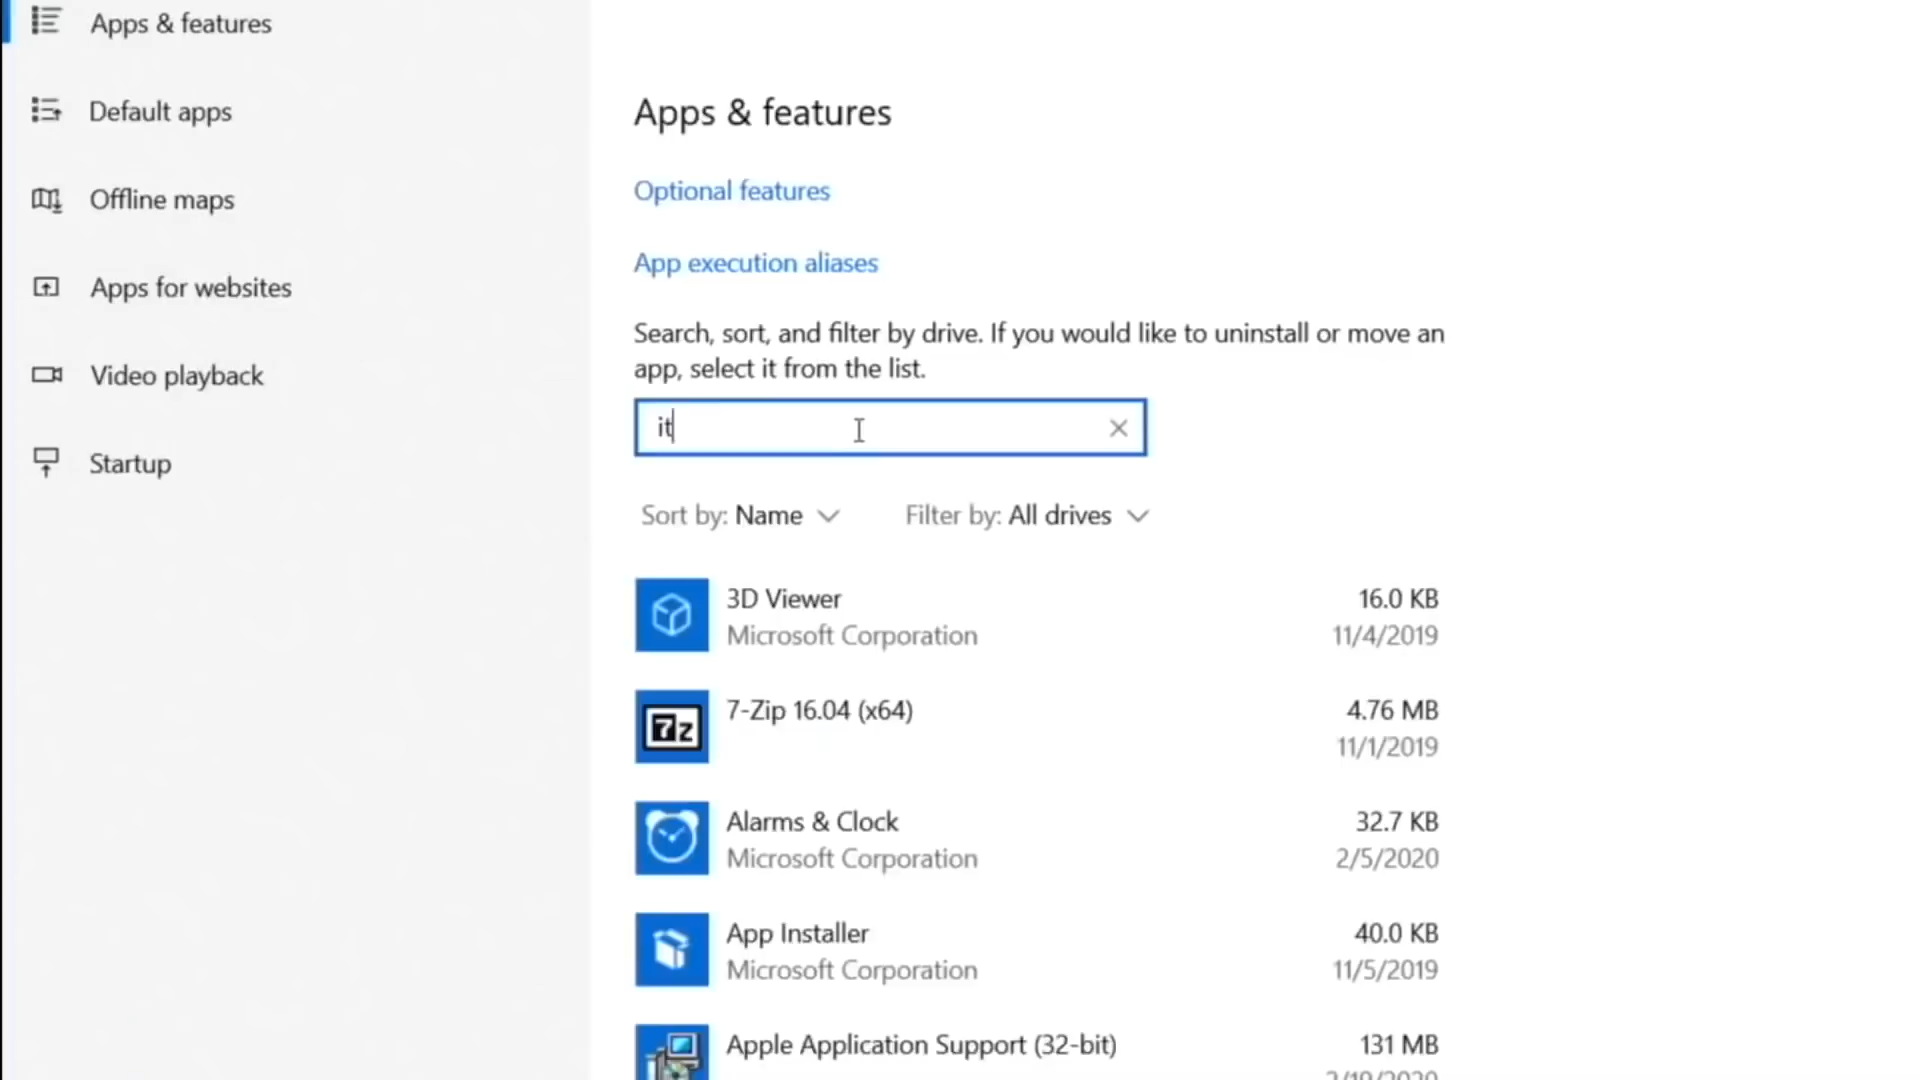 Apps & features
Default apps
Offline maps
Apps for websites
Video playback
Startup
Apps & features
Optional features
App execution aliases
Search, sort, and filter by drive. If you would like to uninstall or move an
app, select it from the list.
it
Sort by: Name Filter by: All drives
3D Viewer 16.0 KB
Microsoft Corporation 11/4/2019
7z
7-Zip 16.04 (x64) 4.76 MB
11/1/2019
Alarms & Clock 32.7 KB
Microsoft Corporation 2/5/2020
App Installer 40.0 KB
Microsoft Corporation 11/5/2019
Apple Application Support (32-bit) 131 MB